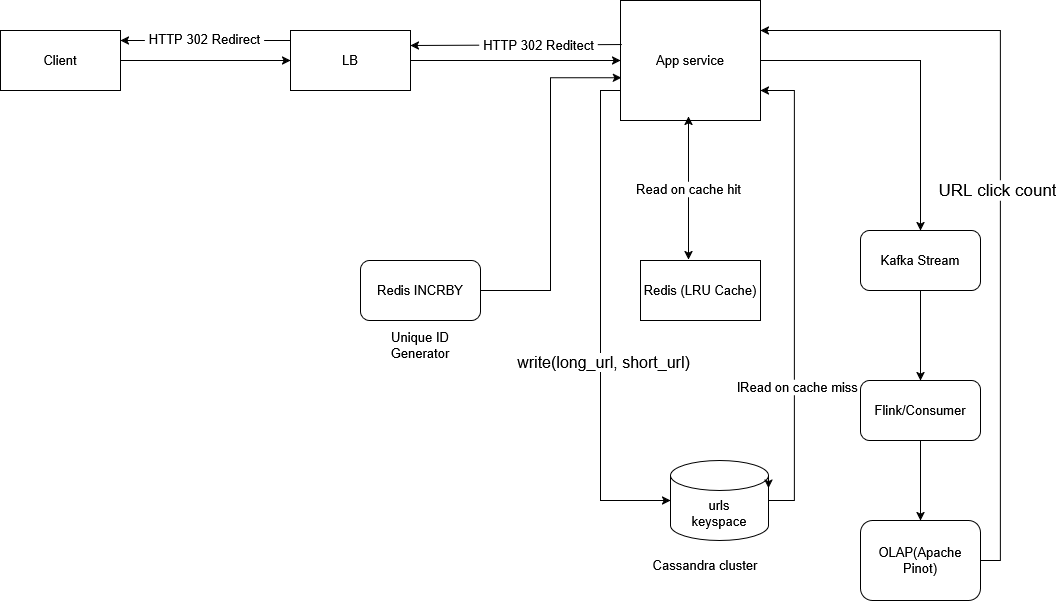 HTTP 302 Redirect
HTTP 302 Reditect
Client
LB
App service
Read on cache hit
URL click count
Kafka Stream
Redis INCRBY
Redis (LRU Cache)
Unique ID
Generator
write(long_url, short_url)
IRead on cache miss
Flink/Consumer
urls
keyspace
OLAP(Apache
Pinot)
Cassandra cluster